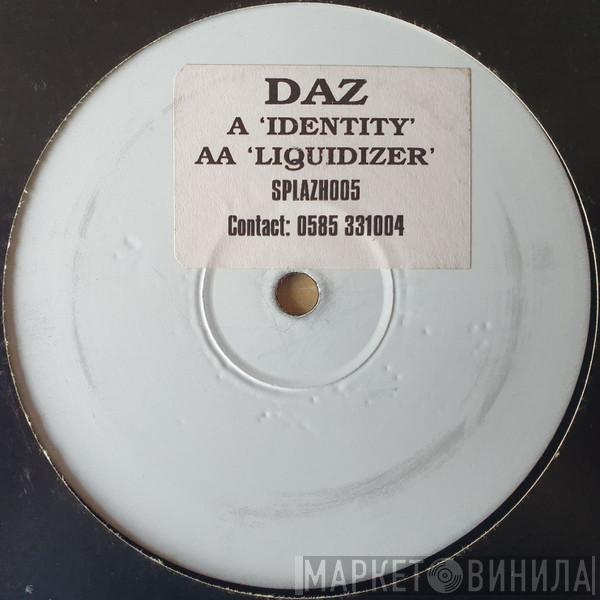 DAZ
A ‘IDENTITY’
AA ‘LIQUIDIZER’
SPLAZH005
Contact: 0585 331004
МАРКЕТ ВИНИЛА